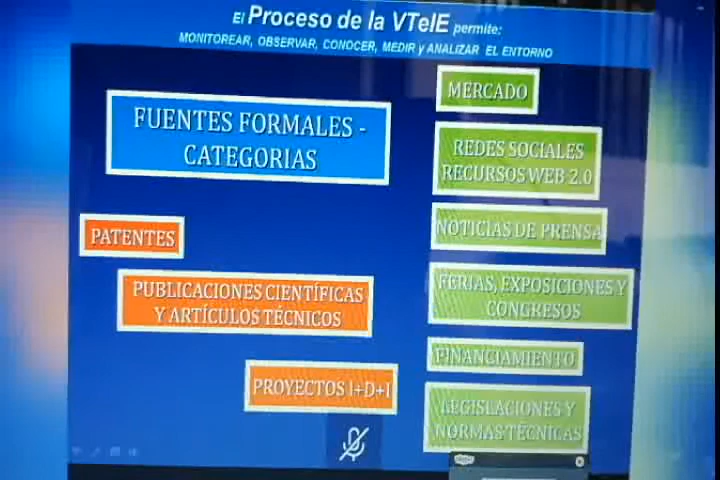 El Proceso de la VTeIE permite:
MONITOREAR, OBSERVAR, CONOCER, MEDIR y ANALIZAR EL ENTORNO
FUENTES FORMALES -
CATEGORIAS
PATENTES
PUBLICACIONES CIENTÍFICAS
Y ARTÍCULOS TÉCNICOS
PROYECTOS I+D+I
MERCADO
REDES SOCIALES
RECURSOS WEB 2.0
NOTICIAS DE PRENSA
FERIAS, EXPOSICIONES Y
CONGRESOS
FINANCIAMIENTO
LEGISLACIONES Y
NORMAS TÉCNICAS